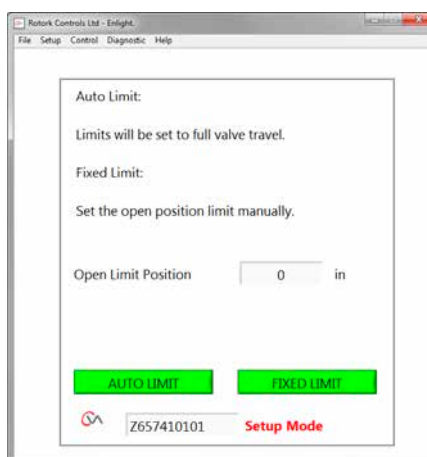 Rotork Controls Ltd - Enlight.
File Setup Control Diagnostic Help
Auto Limit:
Limits will be set to full valve travel.
Fixed Limit:
Set the open position limit manually.
Open Limit Position 0 in
AUTO LIMIT FIXED LIMIT
Z657410101 Setup Mode